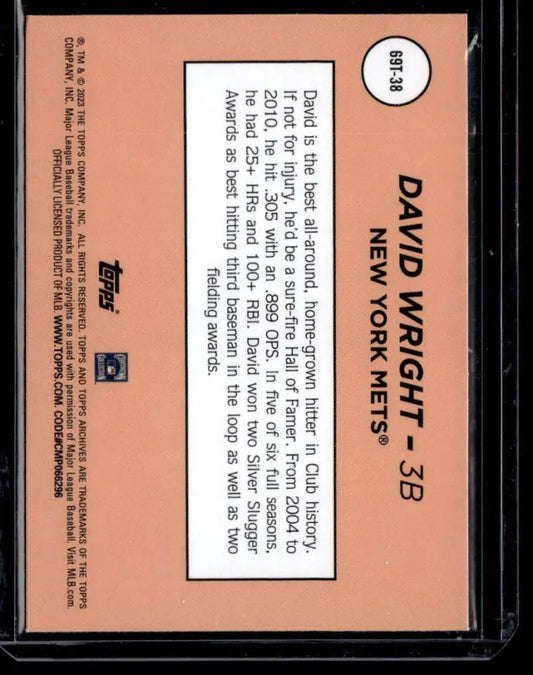 69T-38
DAVID WRIGHT - 3B
NEW YORK METS®
David is the best all-around, home-grown hitter in Club history.
If not for injury, he'd be a sure-fire Hall of Famer. From 2004 to
2010, he hit .305 with an .899 OPS. In five of six full seasons,
he had 25+ HRs and 100+ RBI. David won two Silver Slugger
Awards as best hitting third baseman in the loop as well as two
fielding awards.
topps®
®, TM & © 2023 THE TOPPS COMPANY, INC. ALL RIGHTS RESERVED. TOPPS AND TOPPS ARCHIVES ARE TRADEMARKS OF THE TOPPS
COMPANY, INC. Major League Baseball trademarks and copyrights are used with permission of Major League Baseball. Visit MLB.com.
OFFICIALLY LICENSED PRODUCT OF MLB. WWW.TOPPS.COM. CODE#CMP066296